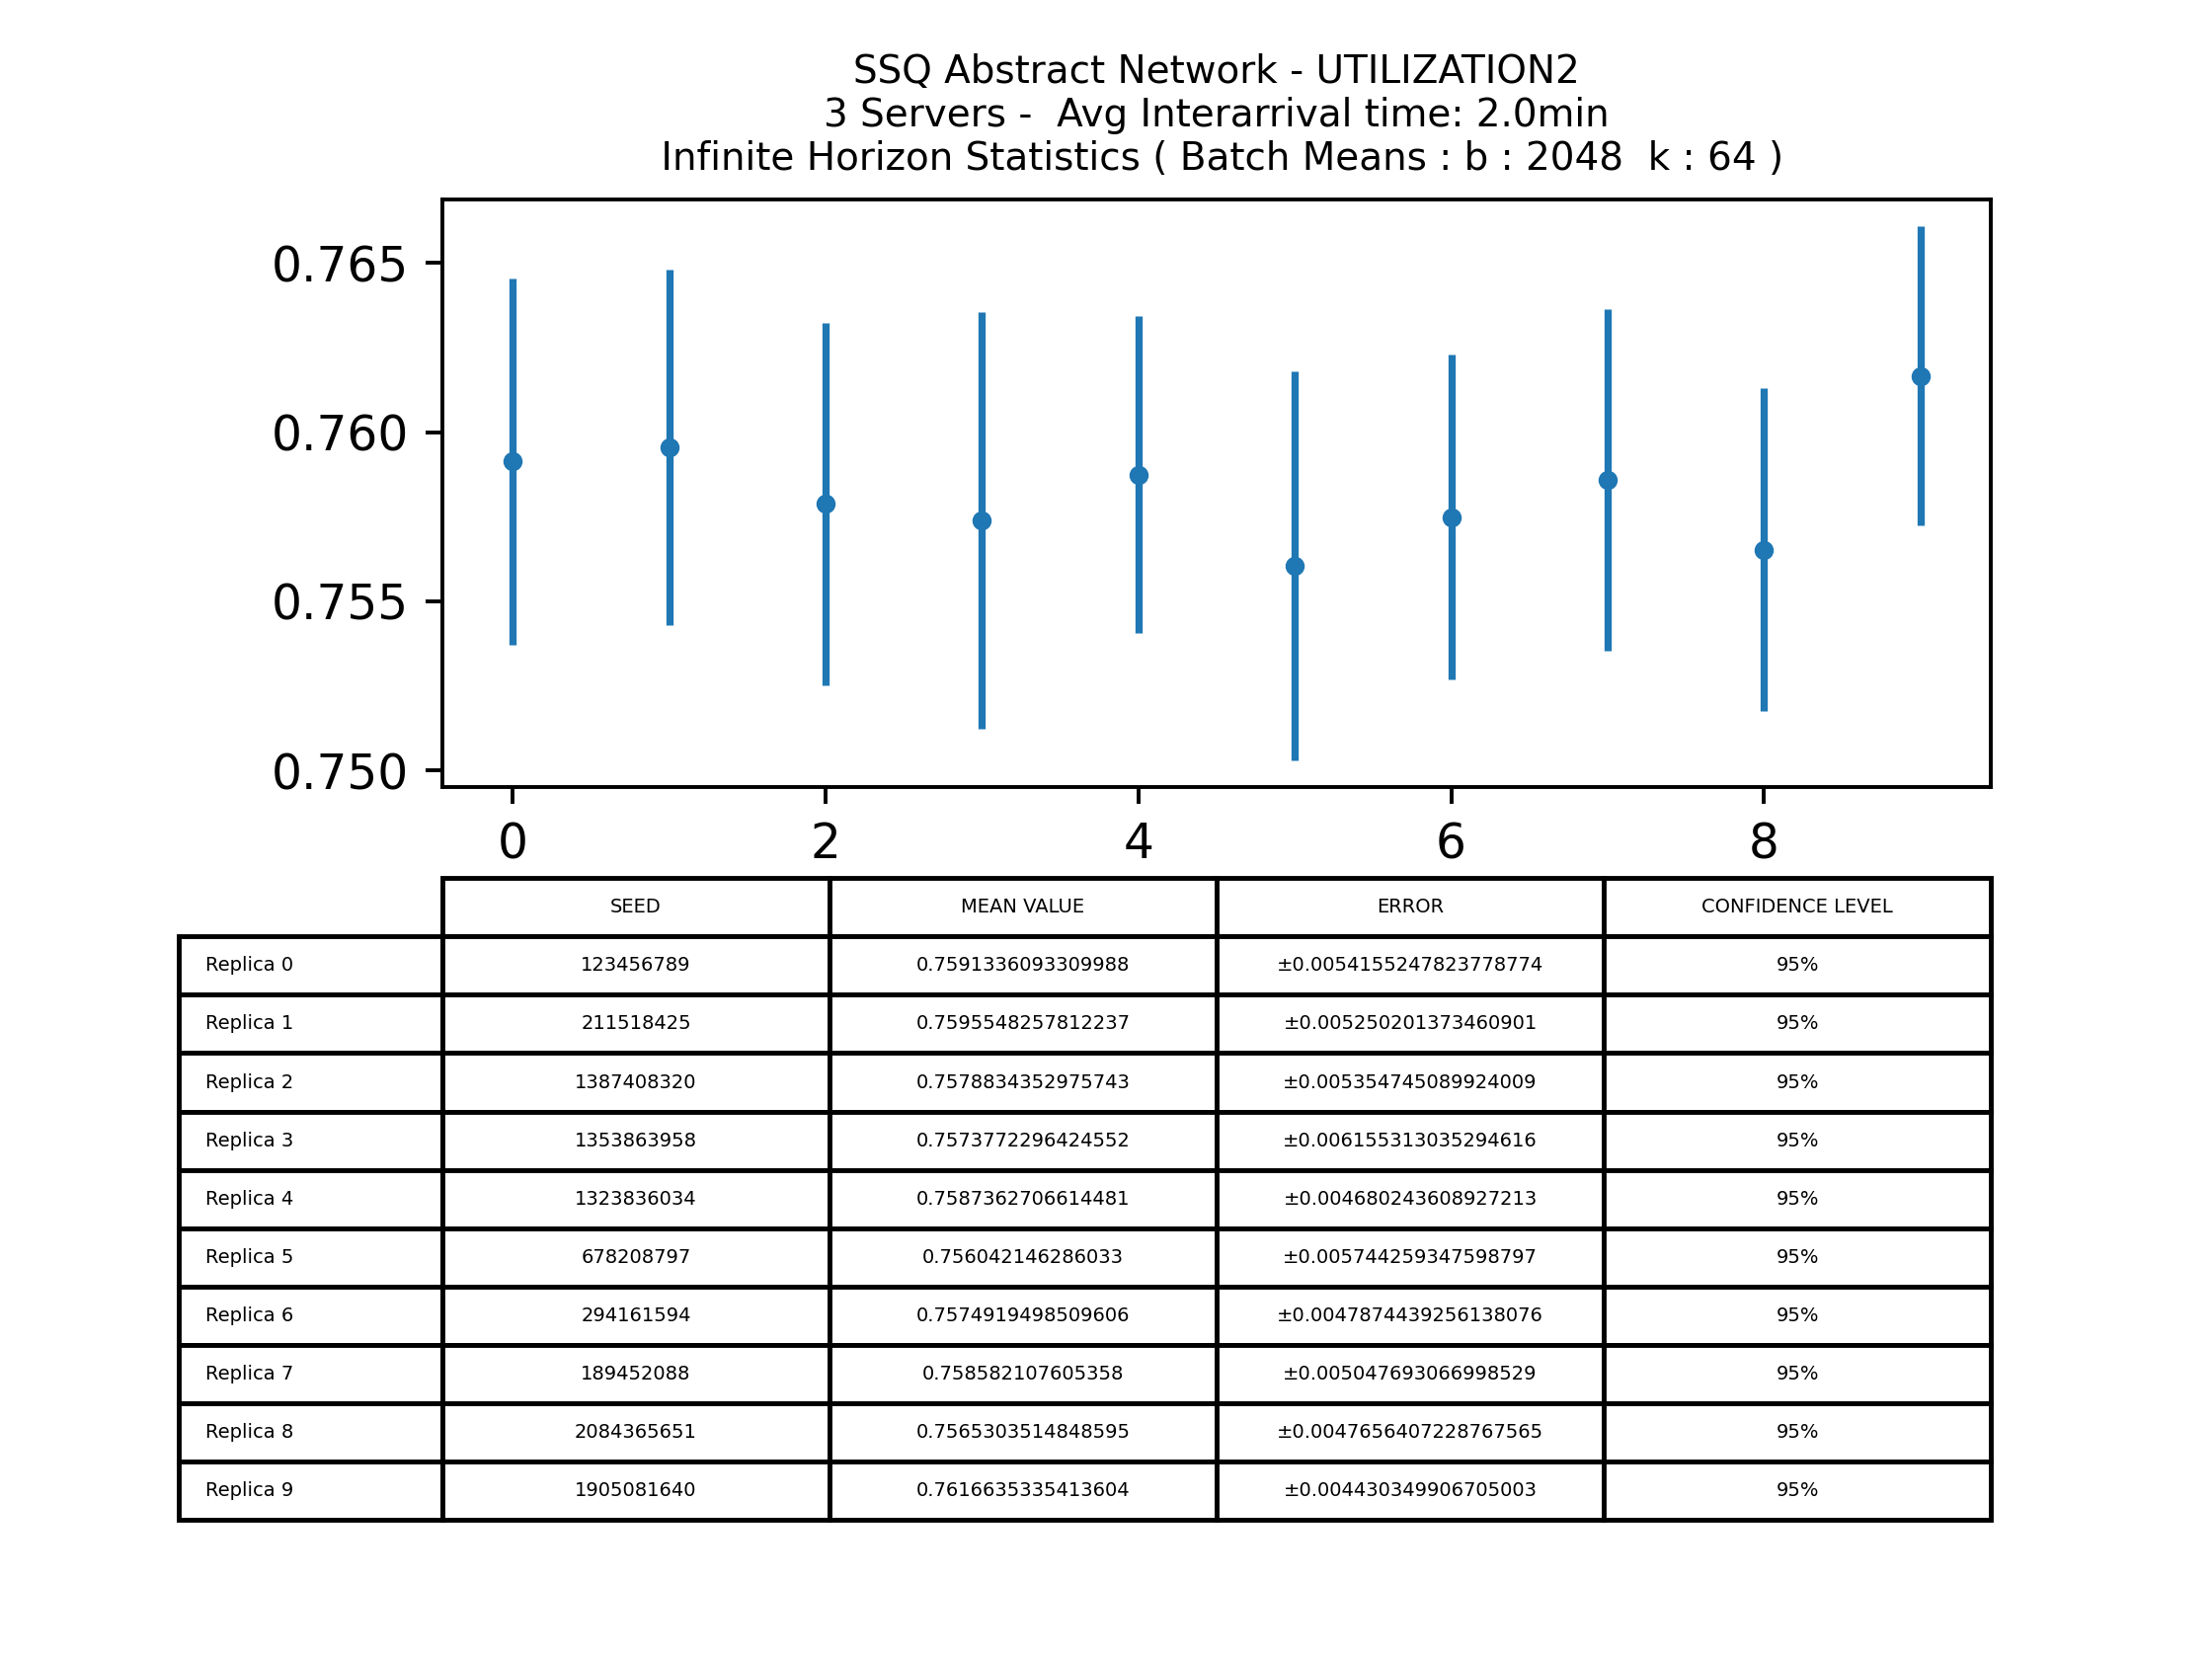 SSQ Abstract Network - UTILIZATION2
3 Servers -  Avg Interarrival time: 2.0min
Infinite Horizon Statistics ( Batch Means : b : 2048  k : 64 )
0.765
0.760
0.755
0.750
0 2 4 6 8
SEED MEAN VALUE ERROR CONFIDENCE LEVEL
Replica 0 123456789 0.7591336093309988 ±0.0054155247823778774 95%
Replica 1 211518425 0.7595548257812237 ±0.005250201373460901 95%
Replica 2 1387408320 0.7578834352975743 ±0.005354745089924009 95%
Replica 3 1353863958 0.7573772296424552 ±0.006155313035294616 95%
Replica 4 1323836034 0.7587362706614481 ±0.004680243608927213 95%
Replica 5 678208797 0.756042146286033 ±0.005744259347598797 95%
Replica 6 294161594 0.7574919498509606 ±0.0047874439256138076 95%
Replica 7 189452088 0.758582107605358 ±0.005047693066998529 95%
Replica 8 2084365651 0.7565303514848595 ±0.0047656407228767565 95%
Replica 9 1905081640 0.7616635335413604 ±0.004430349906705003 95%